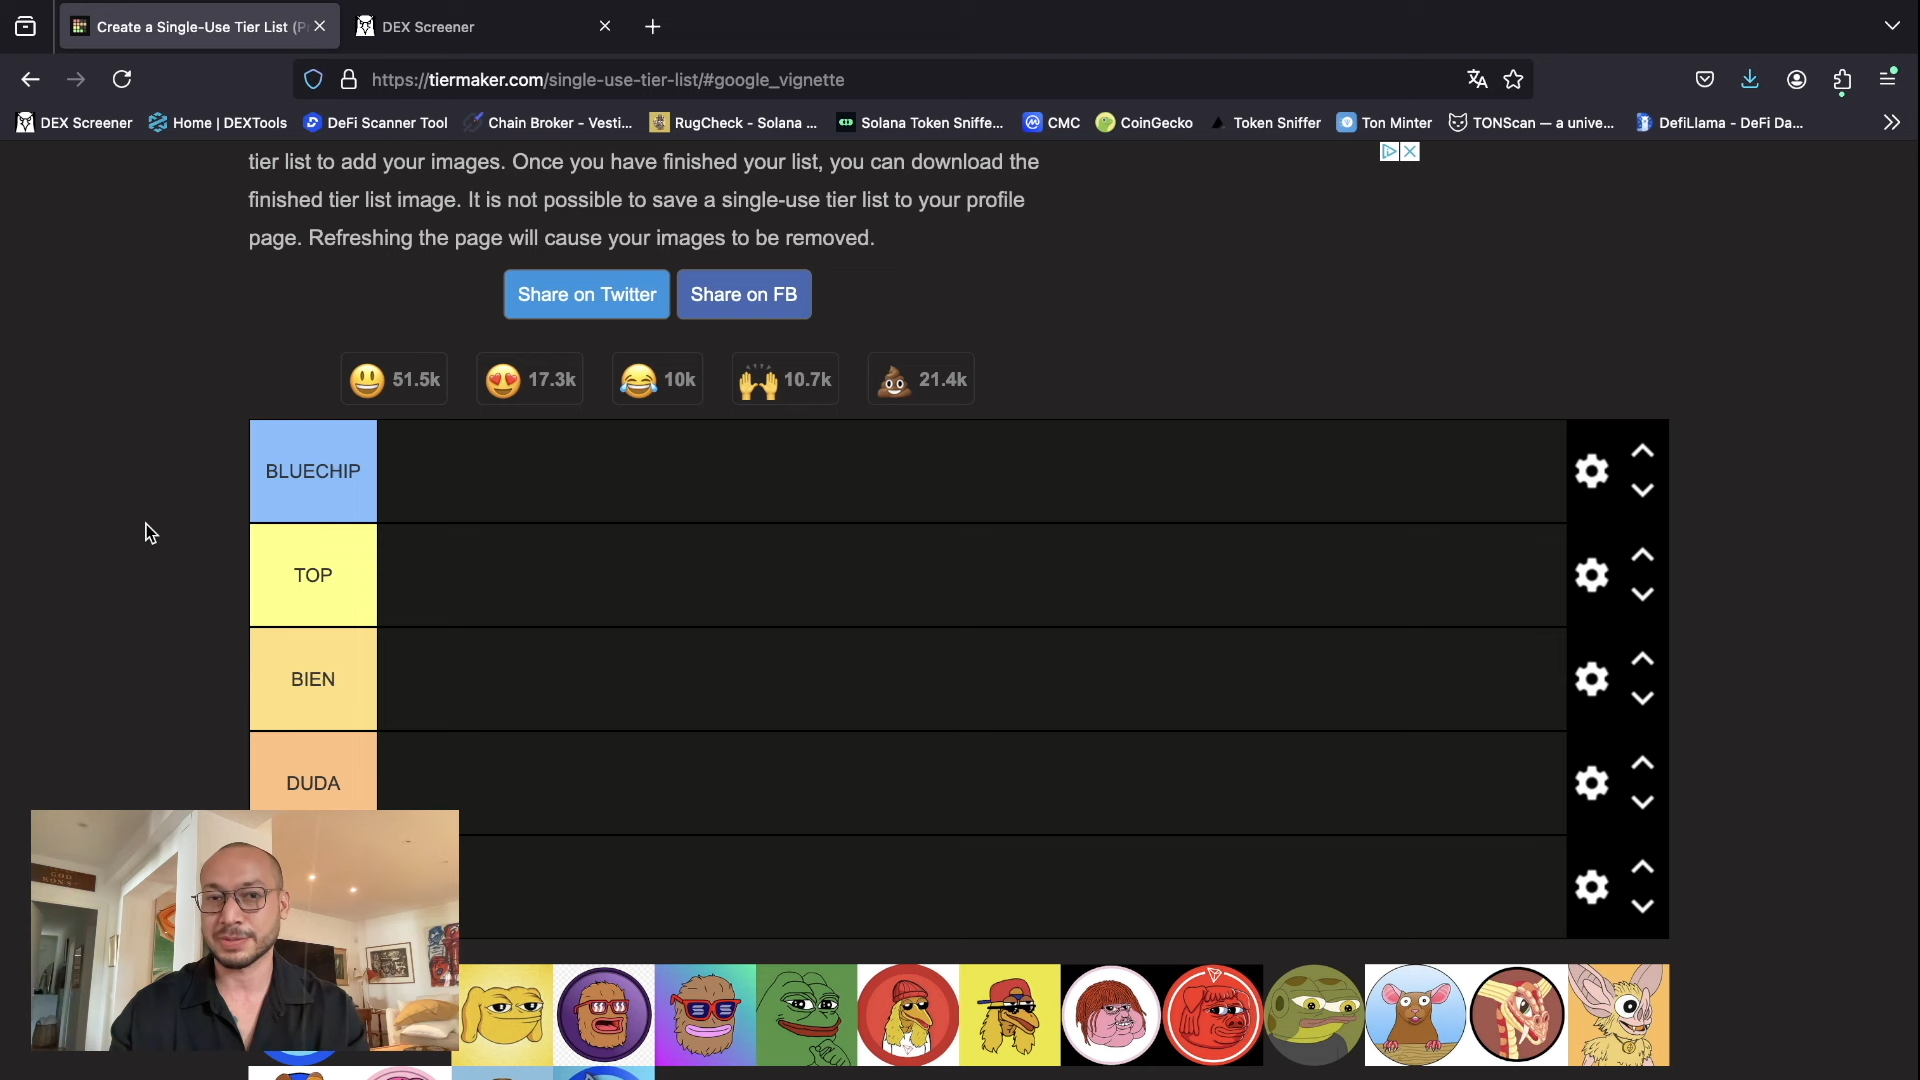 Create a Single-Use Tier List (P
DEX Screener
https://tiermaker.com/single-use-tier-list/#google_vignette
DEX Screener
Home | DEXTools
DeFi Scanner Tool
Chain Broker - Vesti...
RugCheck - Solana ...
Solana Token Sniffe...
CMC
CoinGecko
Token Sniffer
Ton Minter
TONScan — a unive...
DefiLlama - DeFi Da...
tier list to add your images. Once you have finished your list, you can download the
finished tier list image. It is not possible to save a single-use tier list to your profile
page. Refreshing the page will cause your images to be removed.
Share on Twitter
Share on FB
51.5k
17.3k
10k
10.7k
21.4k
BLUECHIP
TOP
BIEN
DUDA